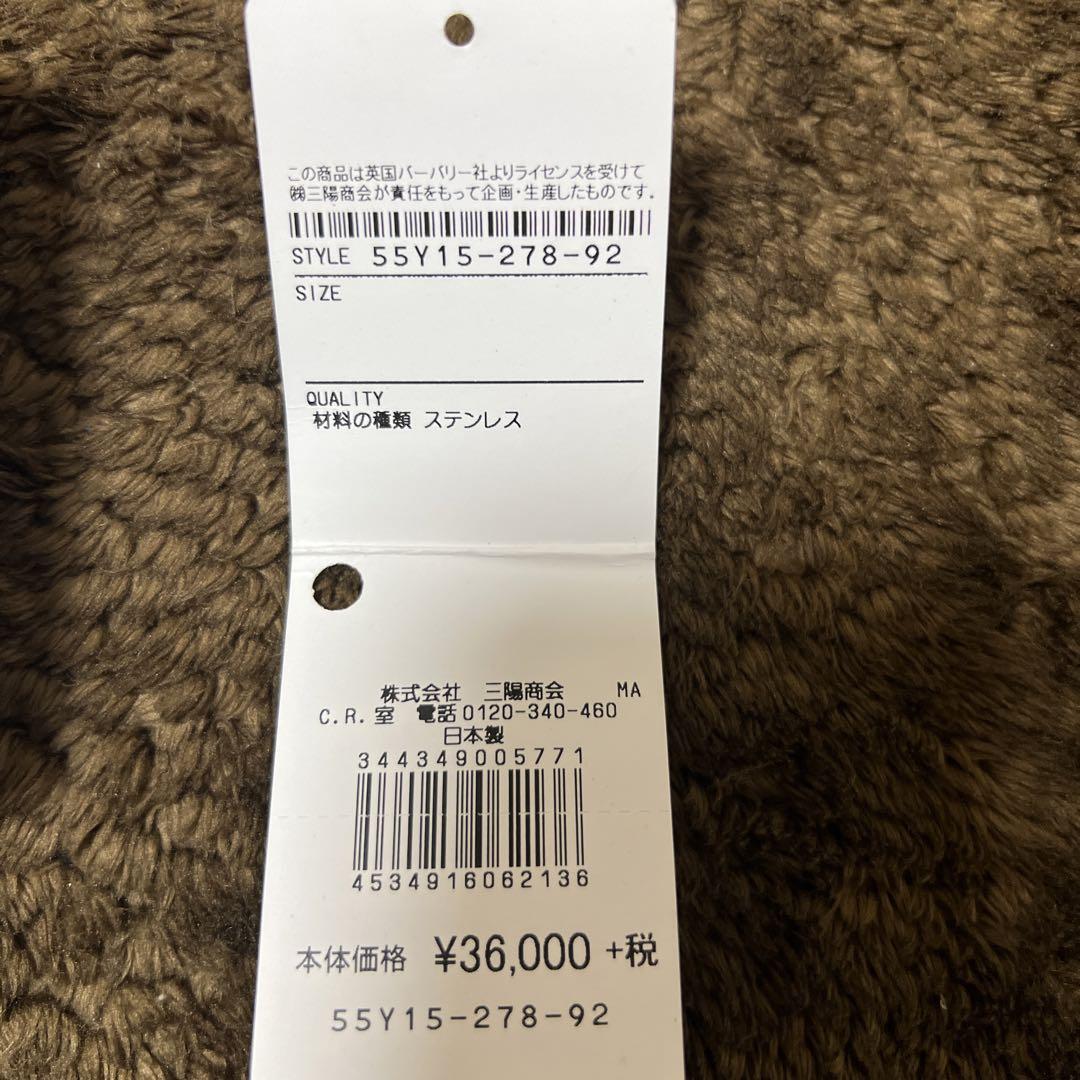 この商品は英国バーバリー社よりライセンスを受けて
㈱三陽商会が責任をもって企画・生産したものです.
STYLE 55Y15-278-92
SIZE
QUALITY
材料の種類 ステンレス
株式会社 三陽商会 MA
C.R.室 電話0120-340-460
日本製
344349005771
4534916062136
本体価格 ¥36,000 +税
55Y15-278-92